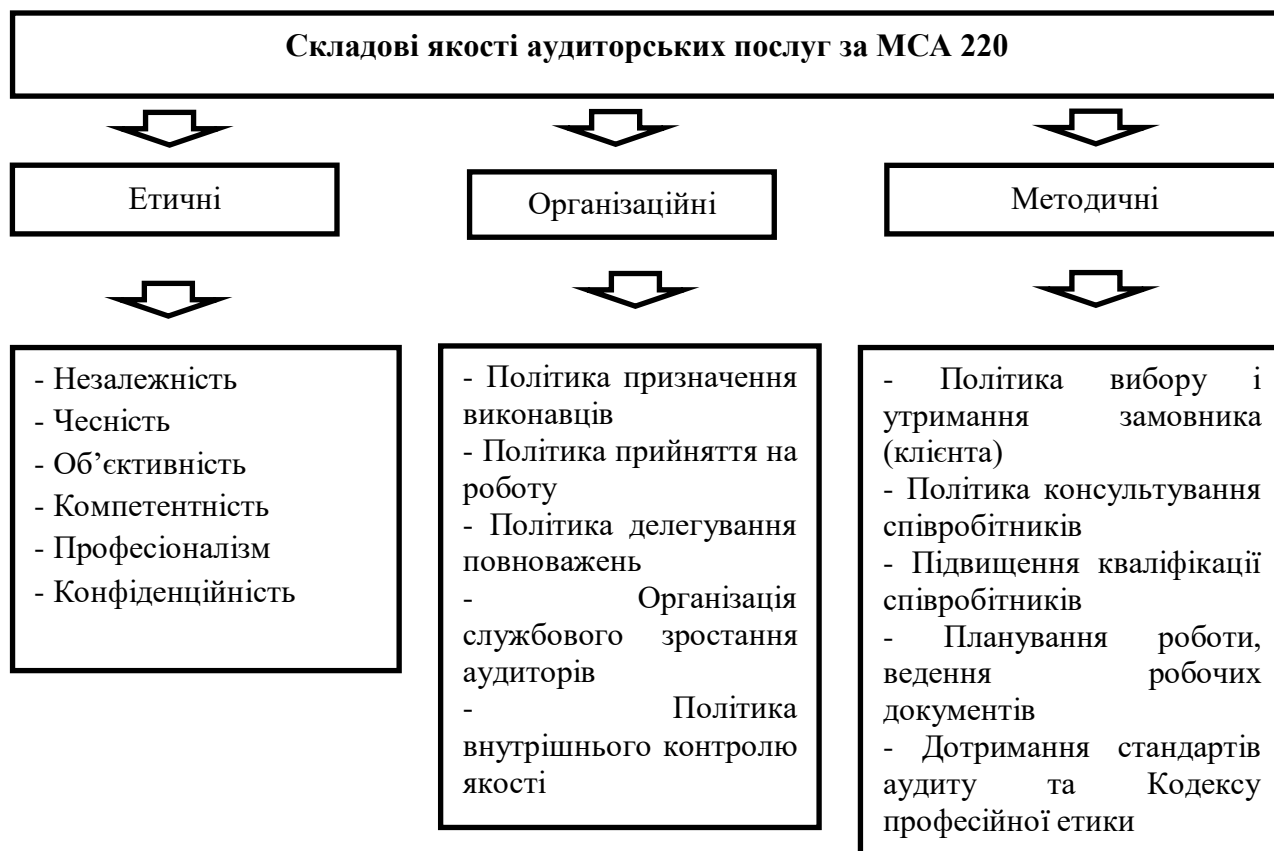 Складові якості аудиторських послуг за МСА 220
Етичні
Організаційні
Методичні
- Незалежність
- Чесність
- Об’єктивність
- Компетентність
- Професіоналізм
- Конфіденційність
- Політика призначення
виконавців
- Політика прийняття на
роботу
- Політика делегування
повноважень
- Організація
службового зростання
аудиторів
- Політика
внутрішнього контролю
якості
- Політика вибору і
утримання замовника
(клієнта)
- Політика консультування
співробітників
- Підвищення кваліфікації
співробітників
- Планування роботи,
ведення робочих
документів
- Дотримання стандартів
аудиту та Кодексу
професійної етики